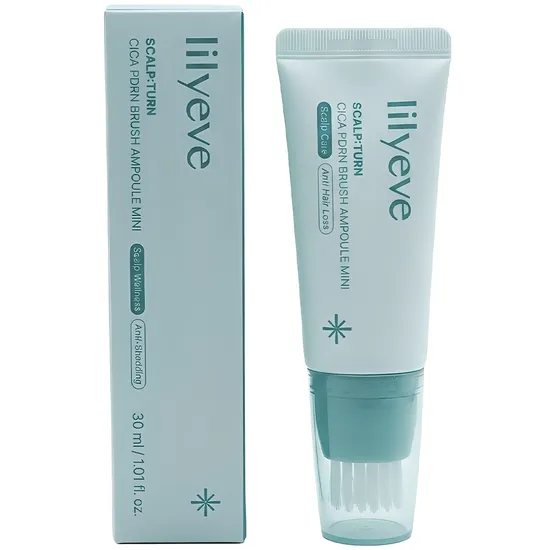 lilyeve
SCALP:TURN
CICA PDRN BRUSH AMPOULE MINI
Scalp Wellness
Anti-Shedding
30 ml / 1.01 fl. oz.
lilyeve
SCALP:TURN
CICA PDRN BRUSH AMPOULE MINI
Scalp Care
Anti Hair Loss